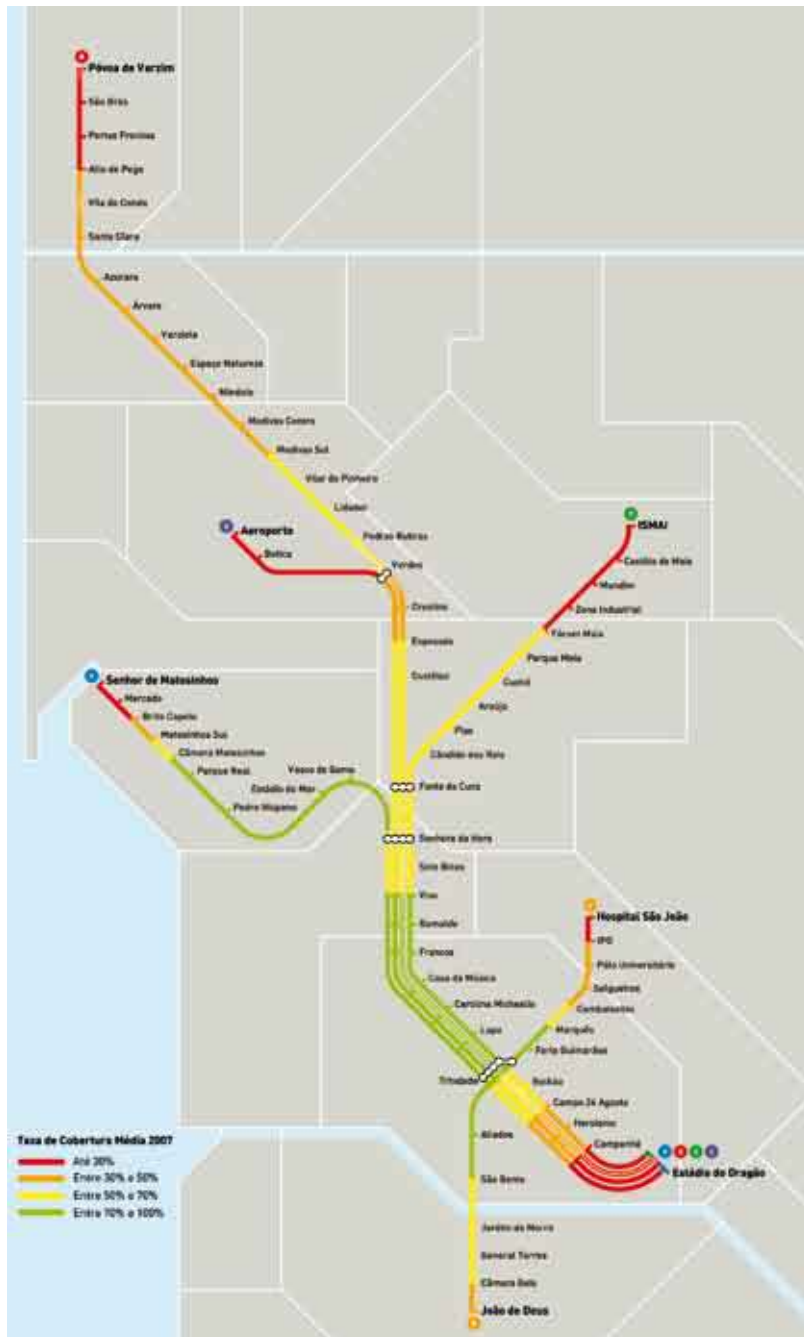 Póvoa de Varzim
São Brás
Portas Fronhas
Alto de Pega
Vila do Conde
Santa Clara
Azurara
Árvore
Varziela
Espaço Natureza
Mindelo
Modivas Centro
Modivas Sul
Vilar do Pinheiro
Lidador
Pedras Rubras
Aeroporto
Botica
Verdes
Crestins
Esposade
Custóias
ISMAI
Castêlo da Maia
Mandim
Zona Industrial
Fórum Maia
Parque Maia
Custió
Araújo
Pias
Cândido dos Reis
Fonte do Cuco
Senhor de Matosinhos
Mercado
Brito Capelo
Matosinhos Sul
Câmara Matosinhos
Parque Real
Pedro Hispano
Estádio do Mar
Vasco da Gama
Senhora da Hora
Sete Bicas
Viso
Ramalde
Francos
Casa da Música
Carolina Michaëlis
Lapa
Hospital São João
IPO
Pólo Universitário
Salgueiros
Combatentes
Marquês
Faria Guimarães
Trindade
Bolhão
Campo 24 Agosto
Heroísmo
Campanhã
Estádio do Dragão
Aliados
São Bento
Jardim do Morro
General Torres
Câmara Gaia
João de Deus
Taxa de Cobertura Média 2007
Até 30%
Entre 30% e 50%
Entre 50% e 70%
Entre 70% e 100%